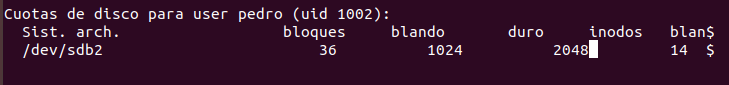 Cuotas de disco para user pedro (uid 1002):
Sist. arch. bloques blando duro inodos blan$
/dev/sdb2 36 1024 2048 14 $